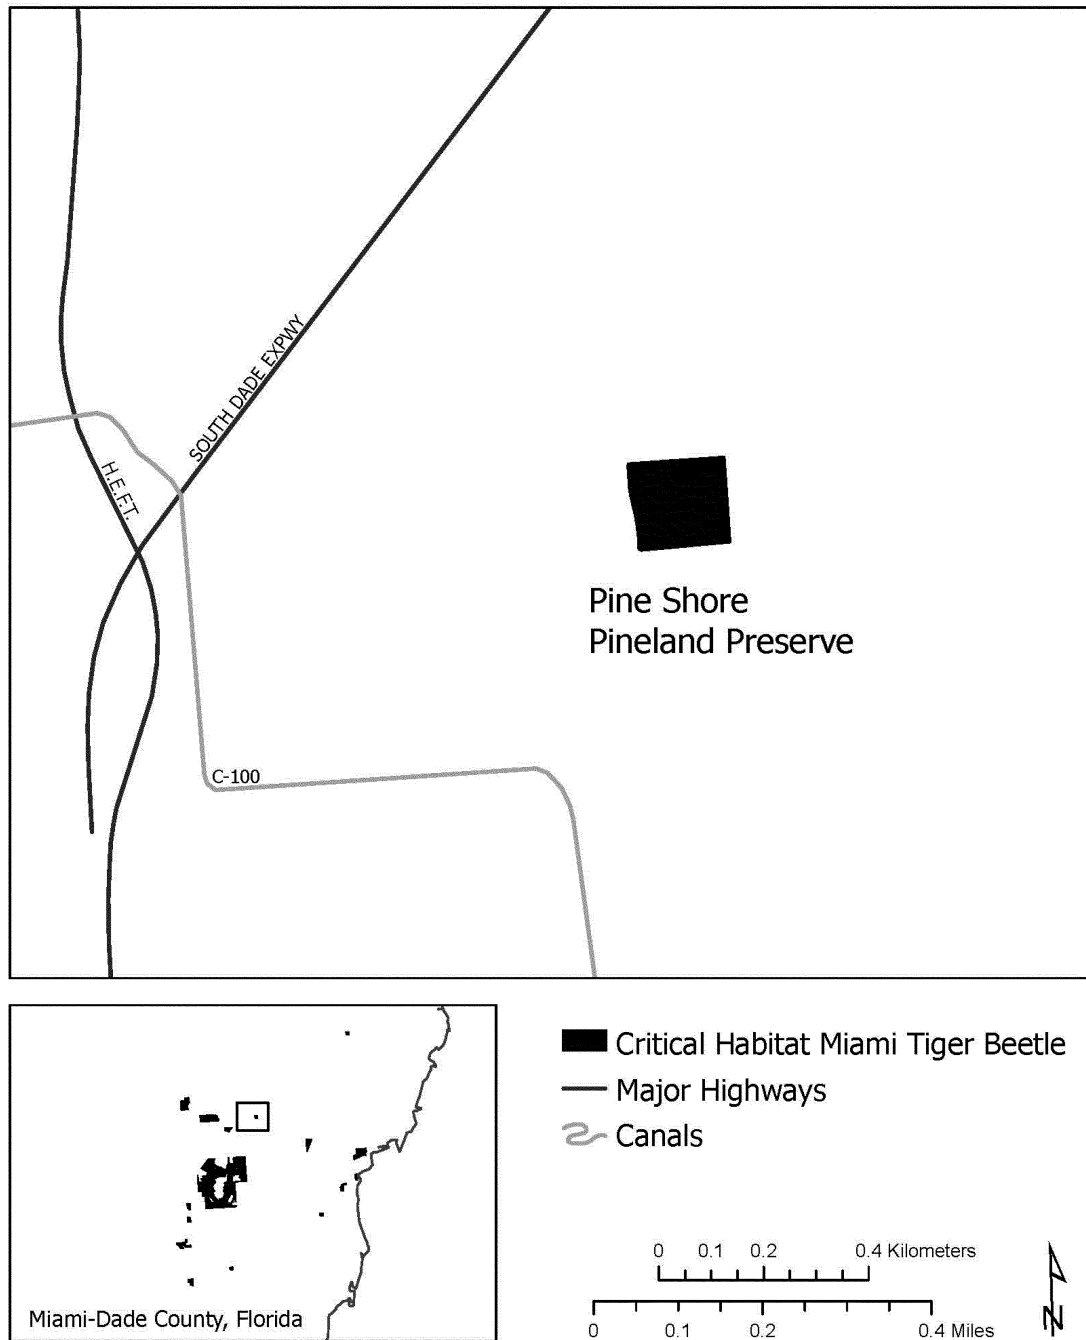 SOUTH DADE EXPWY
H.E.F.T.
Pine Shore
Pineland Preserve
C-100
Miami-Dade County, Florida
Critical Habitat Miami Tiger Beetle
Major Highways
Canals
0 0.1 0.2 0.4 Kilometers
0 0.1 0.2 0.4 Miles
N